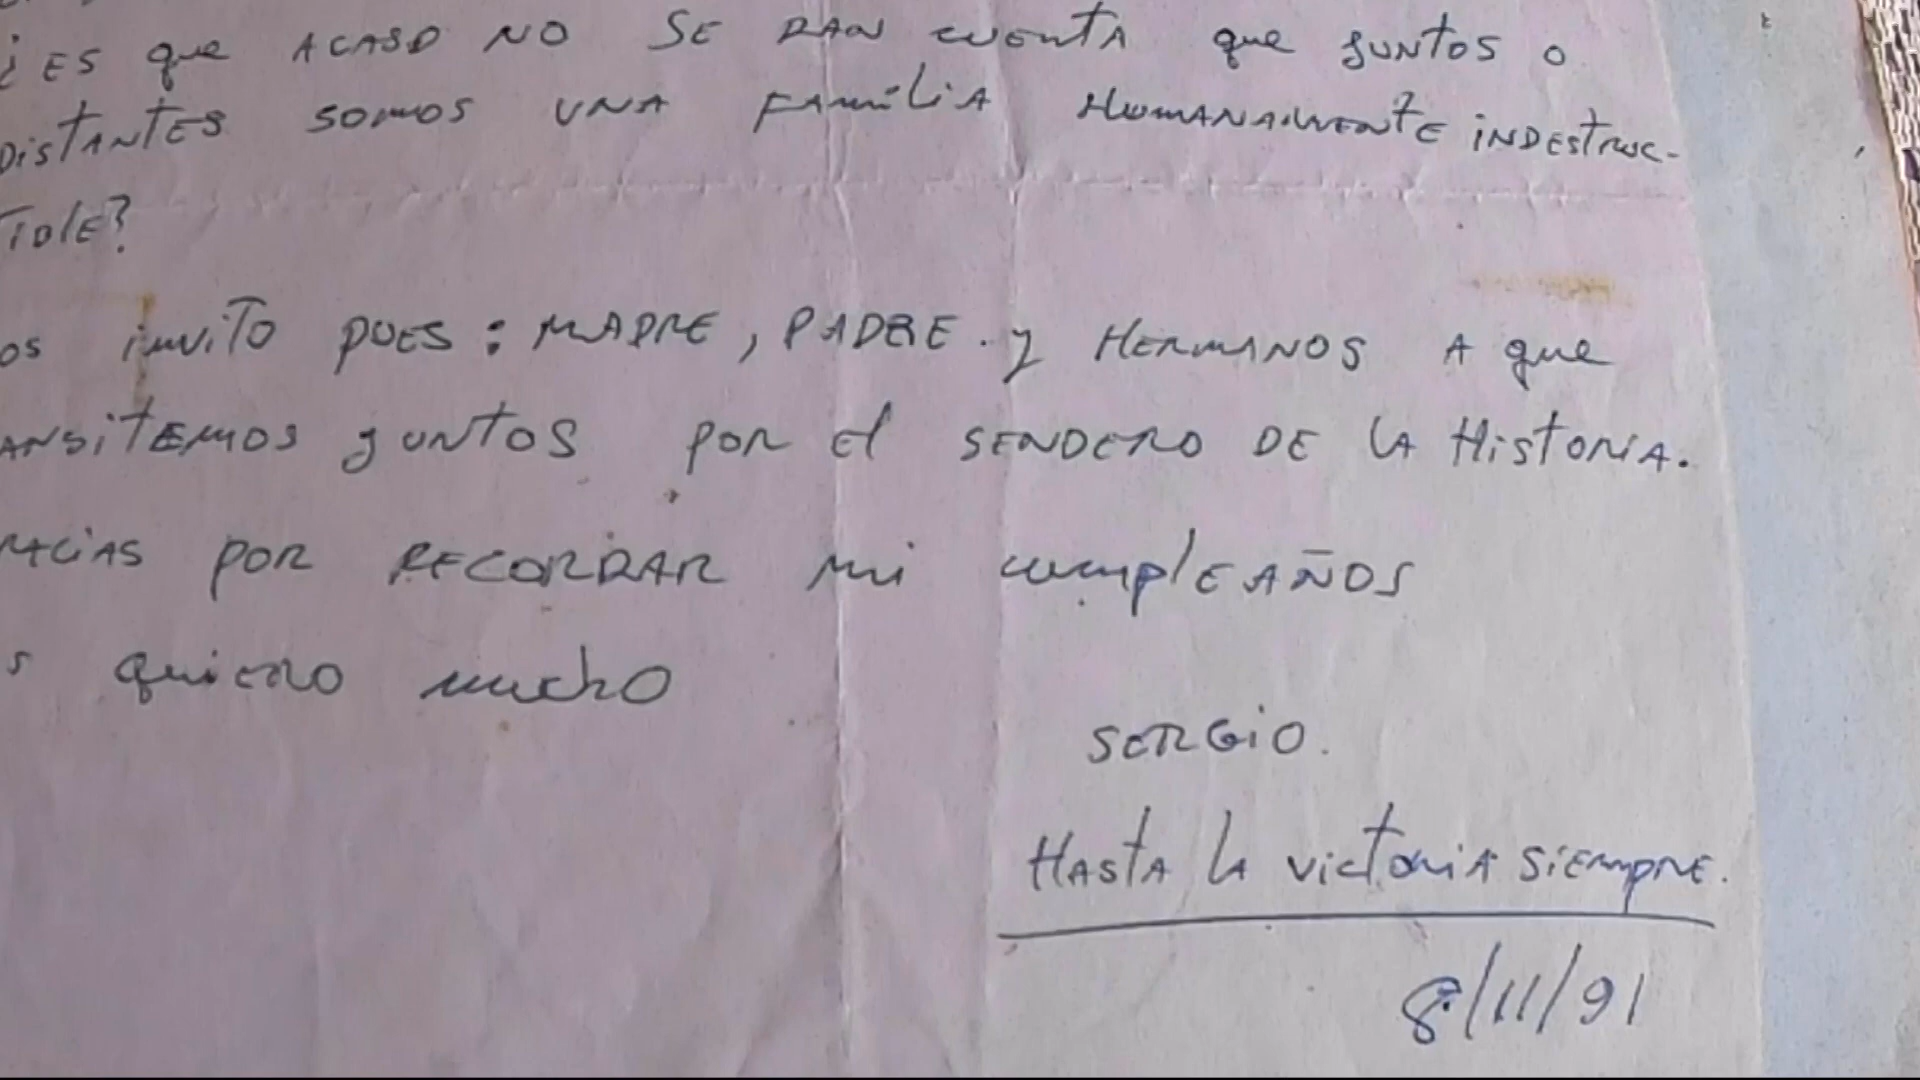 ¿ES que ACASO NO SE DAN CUENTA que JUNTOS o
DISTANTES SOMOS UNA FAMILIA HUMANAMENTE INDESTRUC-
TIBLE?
os invito PUES: MADRE, PADRE. y HERMANOS A que
ANSITEMOS JUNTOS POR El SENDERO DE LA HISTORIA.
RACIAS POR RECORDAR mi cumplEAÑOS
s quiERO mucho
SERGIO.
HASTA LA VICTORIA SIEMPRE.
8/11/91